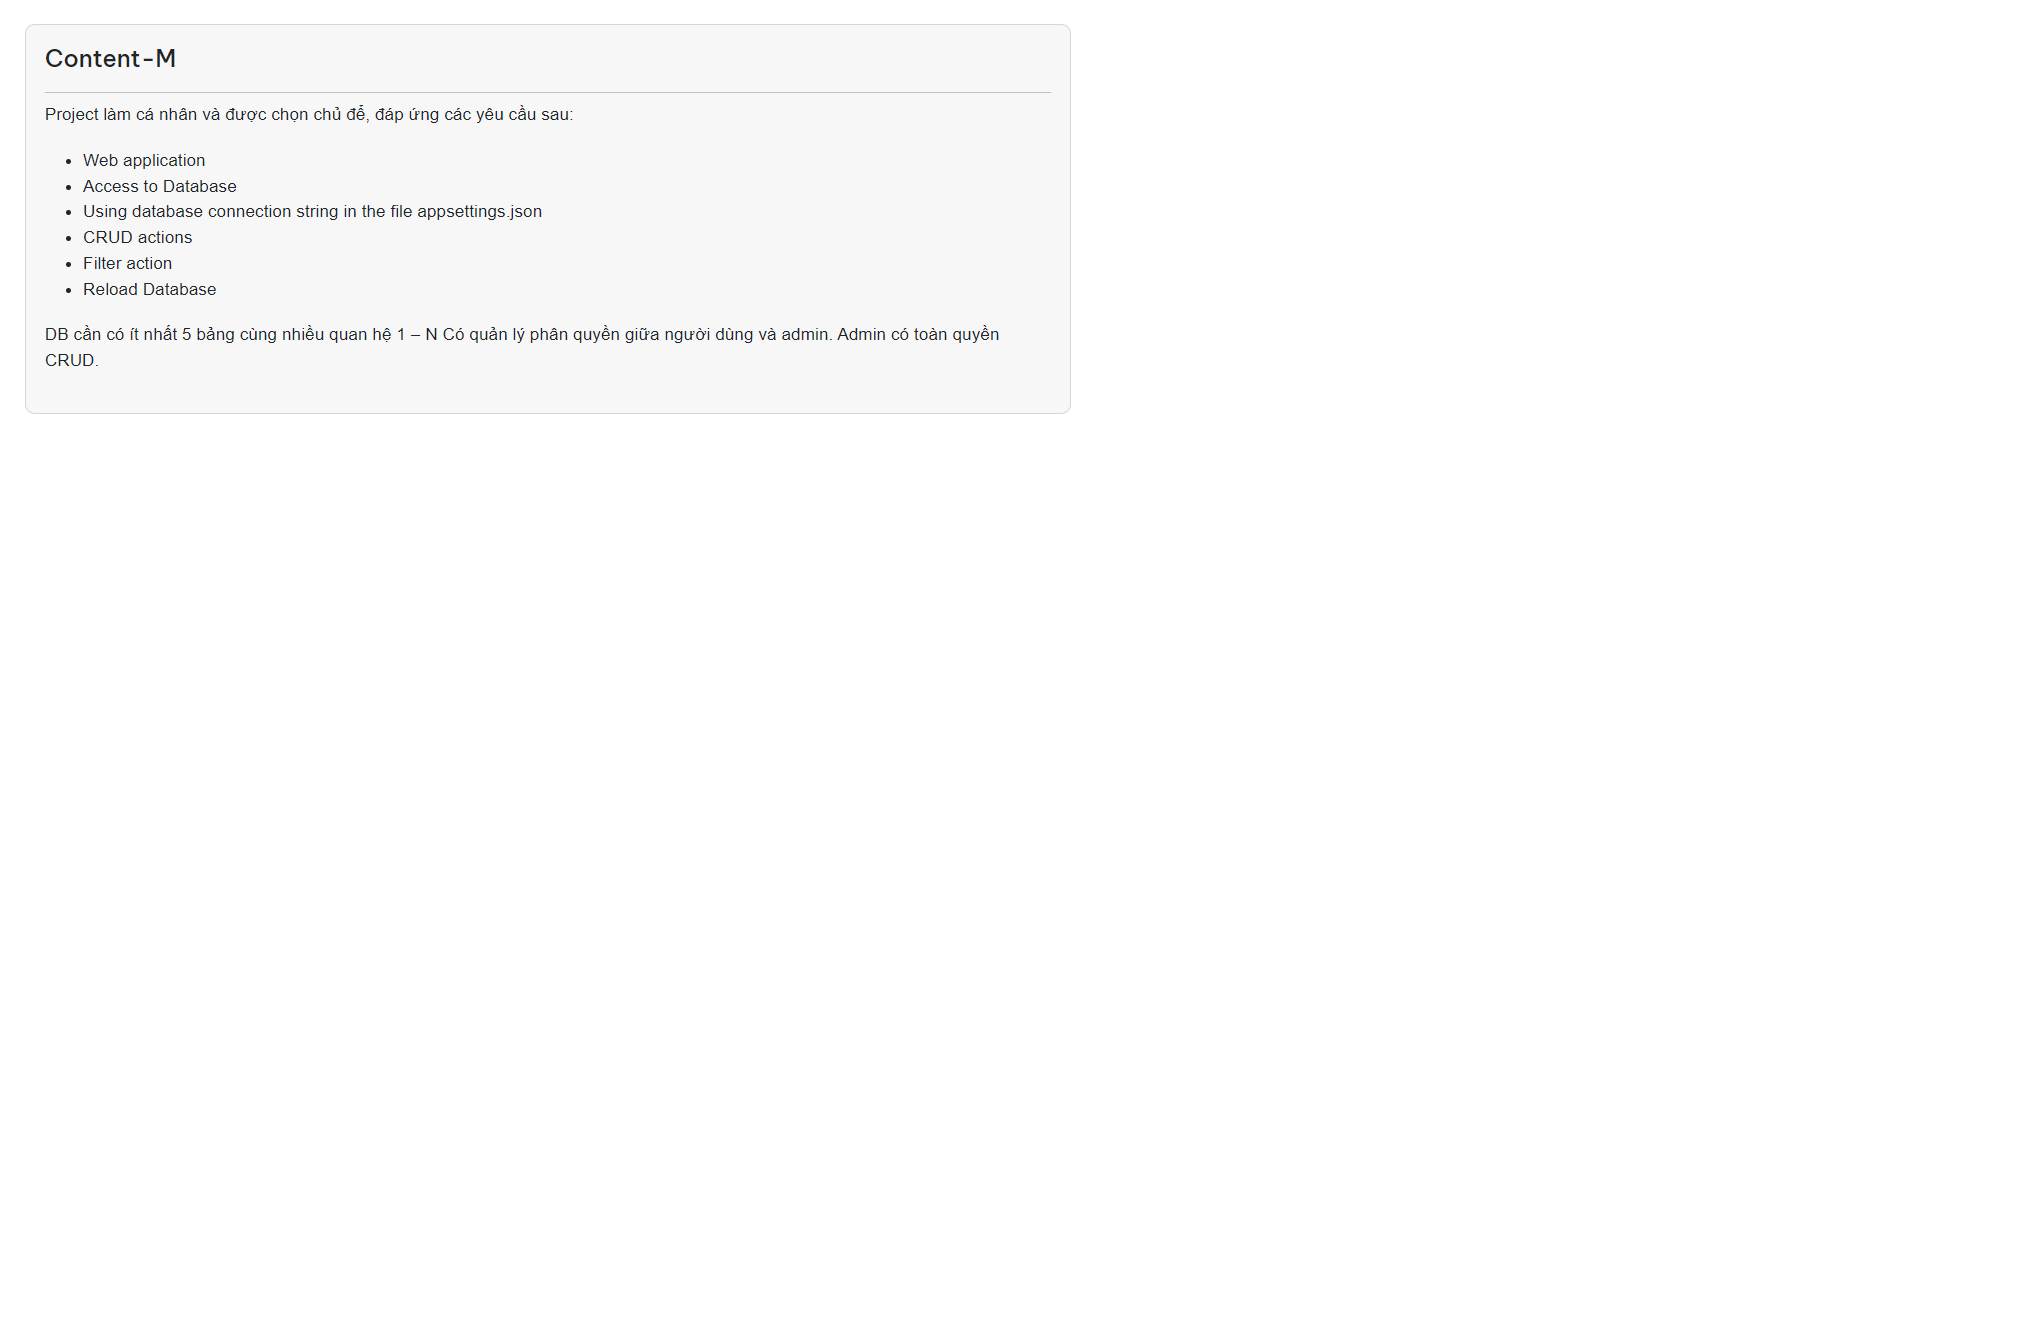 Content-M
Project làm cá nhân và được chọn chủ để, đáp ứng các yêu cầu sau:
• Web application
• Access to Database
• Using database connection string in the file appsettings.json
• CRUD actions
• Filter action
• Reload Database
DB cần có ít nhất 5 bảng cùng nhiều quan hệ 1 – N Có quản lý phân quyền giữa người dùng và admin. Admin có toàn quyền
CRUD.